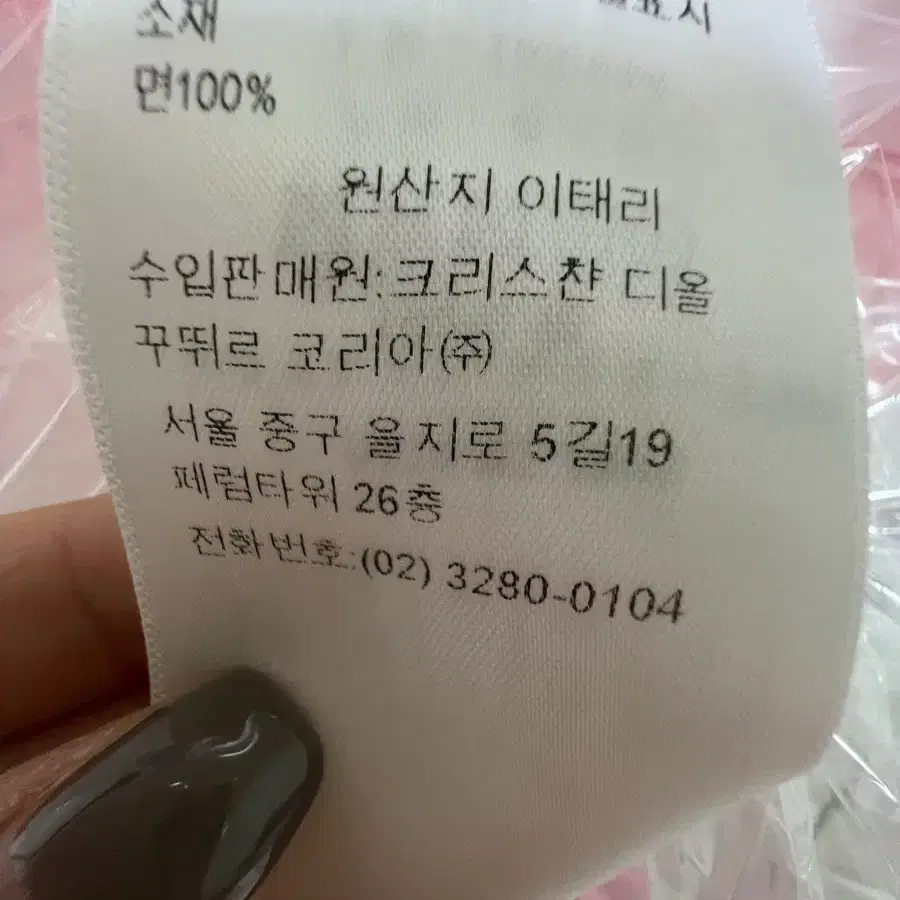 소재
면100%
원산지 이태리
수입판매원:크리스챤 디올
꾸뛰르 코리아(주)
서울 중구 을지로 5길19
페럼타워 26층
전화번호:(02) 3280-0104